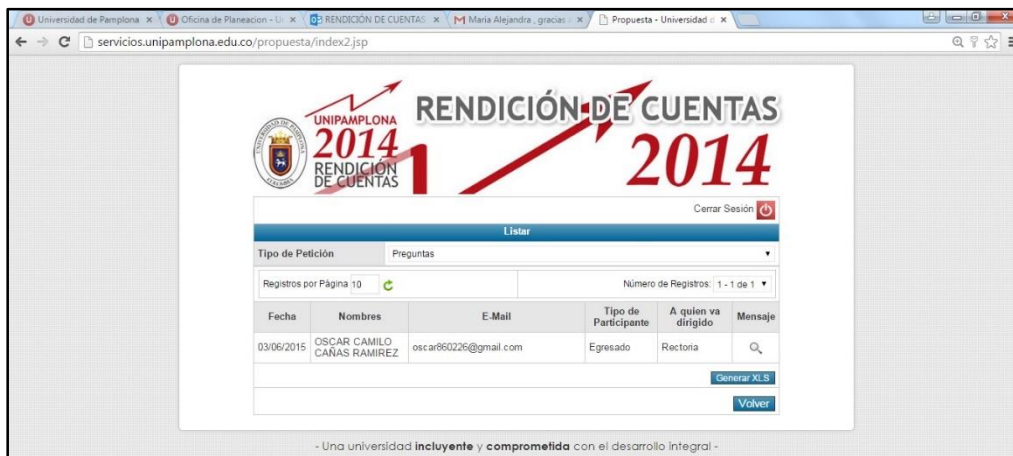 Universidad de Pamplona
Oficina de Planeacion - U
RENDICIÓN DE CUENTAS
Maria Alejandra , gracias
Propuesta - Universidad d
servicios.unipamplona.edu.co/propuesta/index2.jsp
UNIPAMPLONA
2014
RENDICIÓN
DE CUENTAS
RENDICIÓN DE CUENTAS
2014
Cerrar Sesión
Listar
Tipo de Petición Preguntas
Registros por Página 10 Número de Registros: 1 - 1 de 1
Fecha Nombres E-Mail Tipo de Participante A quien va dirigido Mensaje
03/06/2015 OSCAR CAMILO CAÑAS RAMIREZ oscar860226@gmail.com Egresado Rectoria
Generar XLS
Volver
- Una universidad incluyente y comprometida con el desarrollo integral -